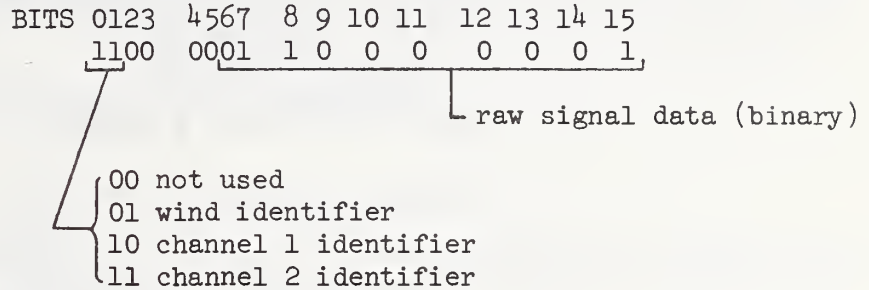 BITS 0123 4567 8 9 10 11 12 13 14 15
1100 0001 1 0 0 0 0 0 0 1
raw signal data (binary)
00 not used
01 wind identifier
10 channel 1 identifier
11 channel 2 identifier